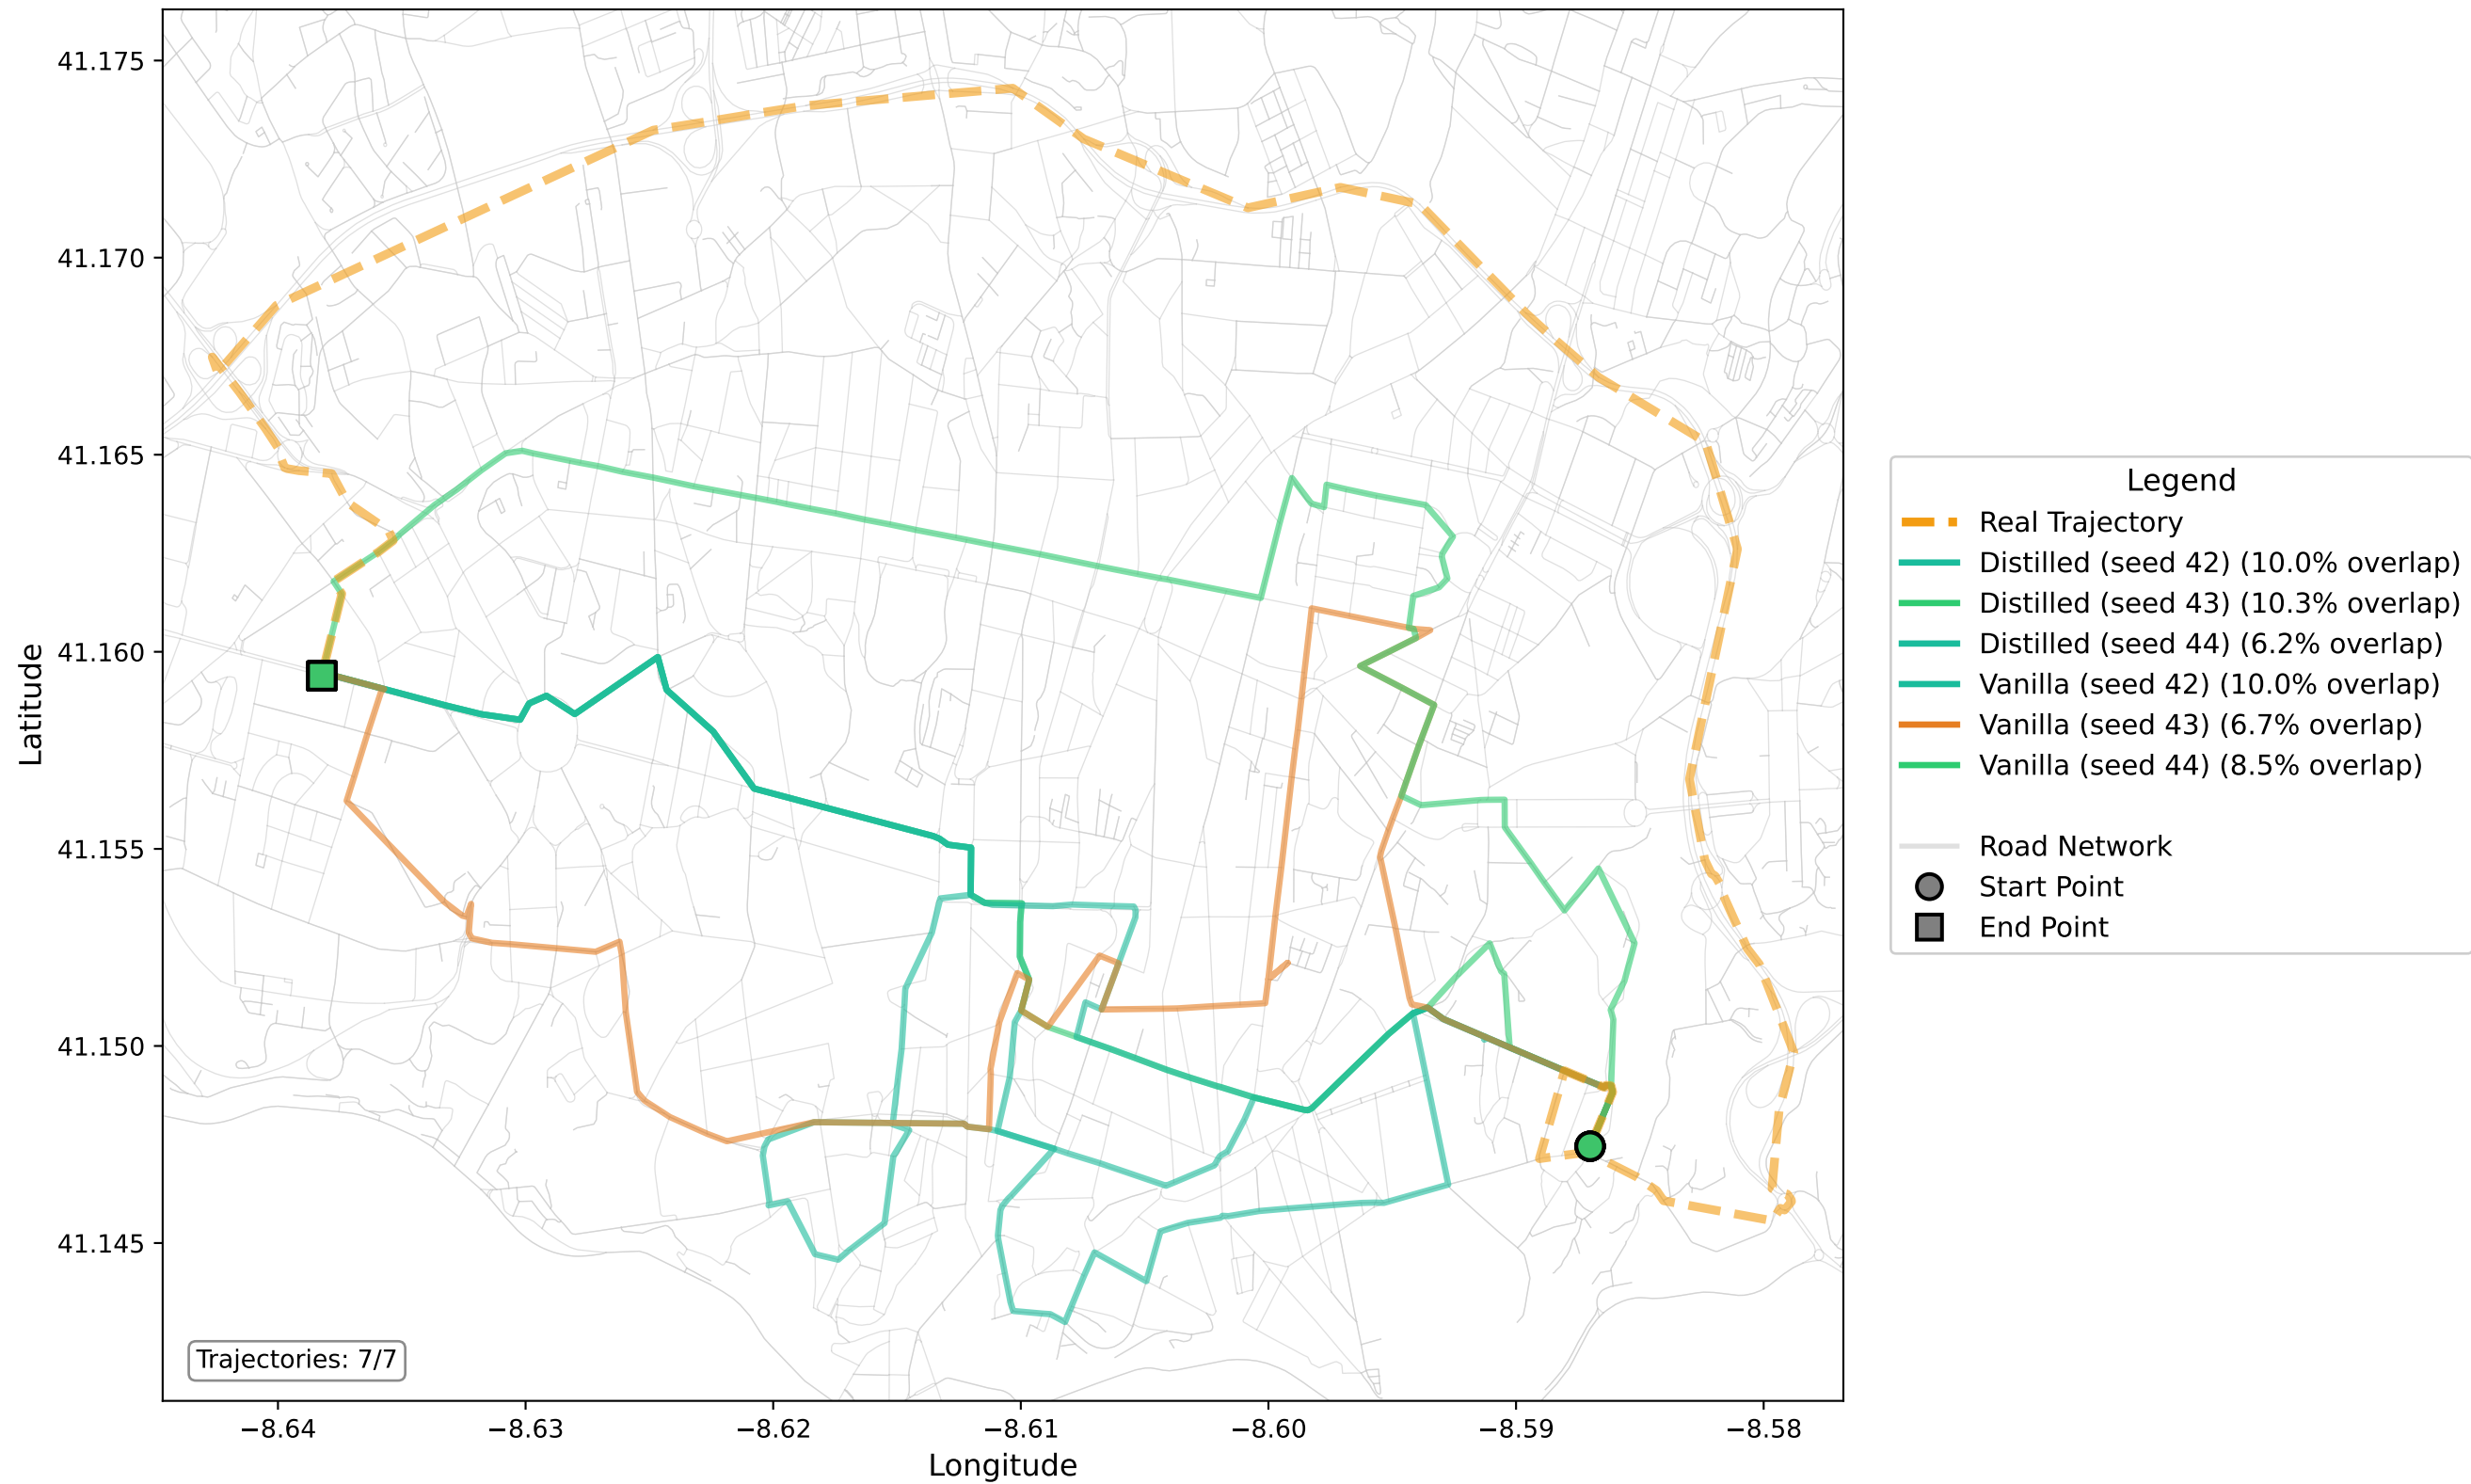 41.175
41.170
41.165
41.160
41.155
41.150
41.145
Latitude
−8.64
−8.63
−8.62
−8.61
−8.60
−8.59
−8.58
Longitude
Trajectories: 7/7
Legend
Real Trajectory
Distilled (seed 42) (10.0% overlap)
Distilled (seed 43) (10.3% overlap)
Distilled (seed 44) (6.2% overlap)
Vanilla (seed 42) (10.0% overlap)
Vanilla (seed 43) (6.7% overlap)
Vanilla (seed 44) (8.5% overlap)
Road Network
Start Point
End Point